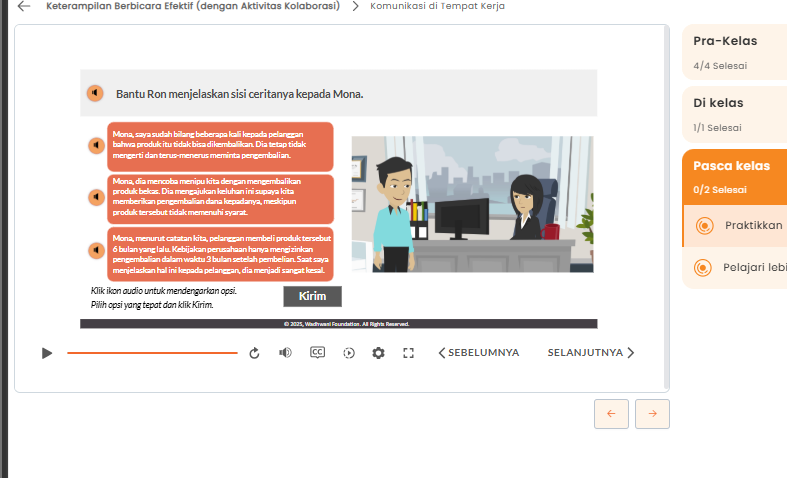 Keterampilan Berbicara Efektif (dengan Aktivitas Kolaborasi)
Komunikasi di Tempat Kerja
Bantu Ron menjelaskan sisi ceritanya kepada Mona.
Mona, saya sudah bilang beberapa kali kepada pelanggan
bahwa produk itu tidak bisa dikembalikan. Dia tetap tidak
mengerti dan terus-menerus meminta pengembalian.
Mona, dia mencoba menipu kita dengan mengembalikan
produk bekas. Dia mengajukan keluhan ini supaya kita
memberikan pengembalian dana kepadanya, meskipun
produk tersebut tidak memenuhi syarat.
Mona, menurut catatan kita, pelanggan membeli produk tersebut
6 bulan yang lalu. Kebijakan perusahaan hanya mengizinkan
pengembalian dalam waktu 3 bulan setelah pembelian. Saat saya
menjelaskan hal ini kepada pelanggan, dia menjadi sangat kesal.
Klik ikon audio untuk mendengarkan opsi.
Pilih opsi yang tepat dan klik Kirim.
Kirim
© 2025, Wadhwani Foundation. All Rights Reserved.
CC
SEBELUMNYA
SELANJUTNYA
Pra-Kelas
4/4 Selesai
Di kelas
1/1 Selesai
Pasca kelas
0/2 Selesai
Praktikkan
Pelajari lebi